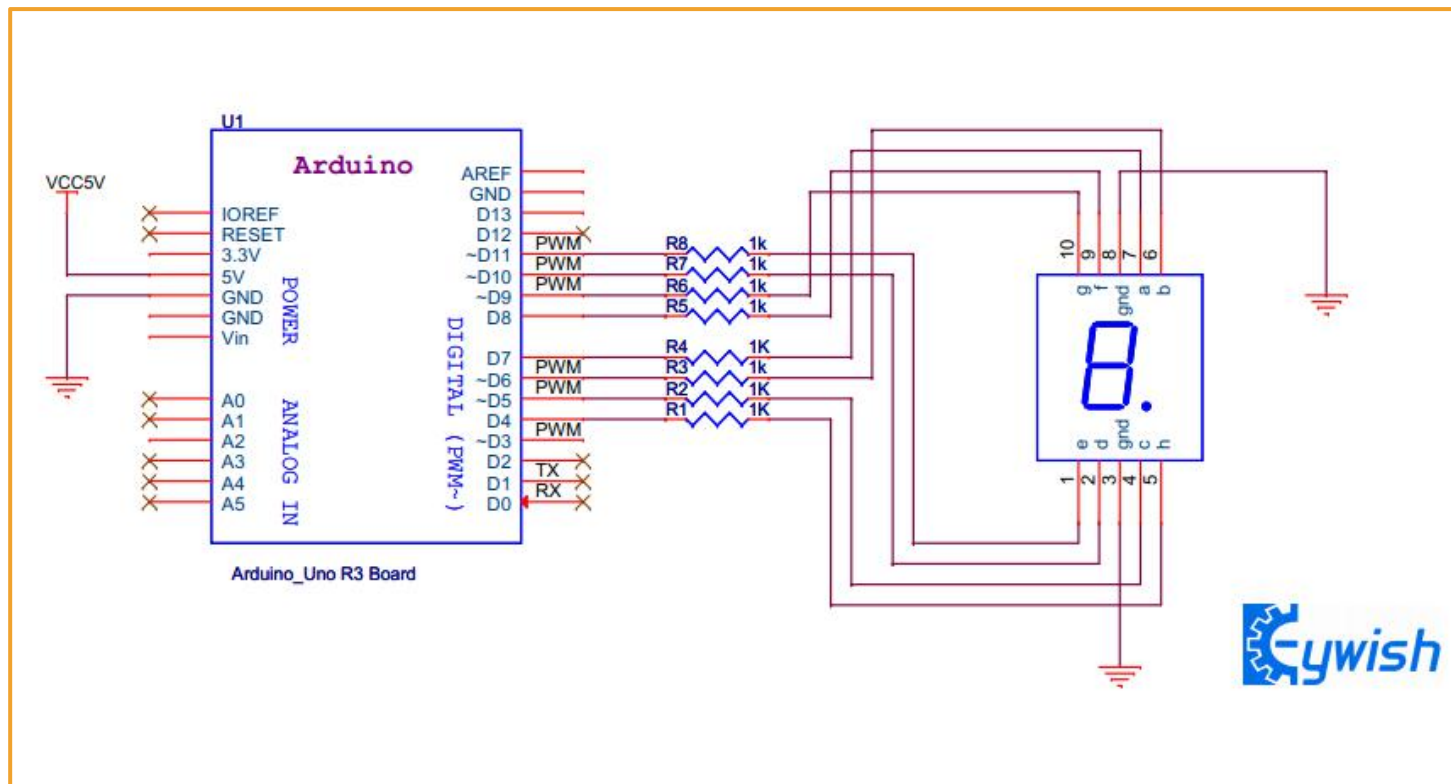 U1
Arduino
VCC5V
IOREF
RESET
3.3V
5V
GND
GND
Vin
POWER
A0
A1
A2
A3
A4
A5
ANALOG IN
AREF
GND
D13
D12
~D11 PWM
~D10 PWM
~D9 PWM
D8
D7
~D6 PWM
~D5 PWM
D4
~D3 PWM
D2
D1 TX
D0 RX
DIGITAL (PWM~)
Arduino_Uno R3 Board
R8 1k
R7 1k
R6 1k
R5 1k
R4 1K
R3 1k
R2 1K
R1 1K
10 9 8 7 6
g f gnd a b
8.
e d gnd c h
1 2 3 4 5
Eywish